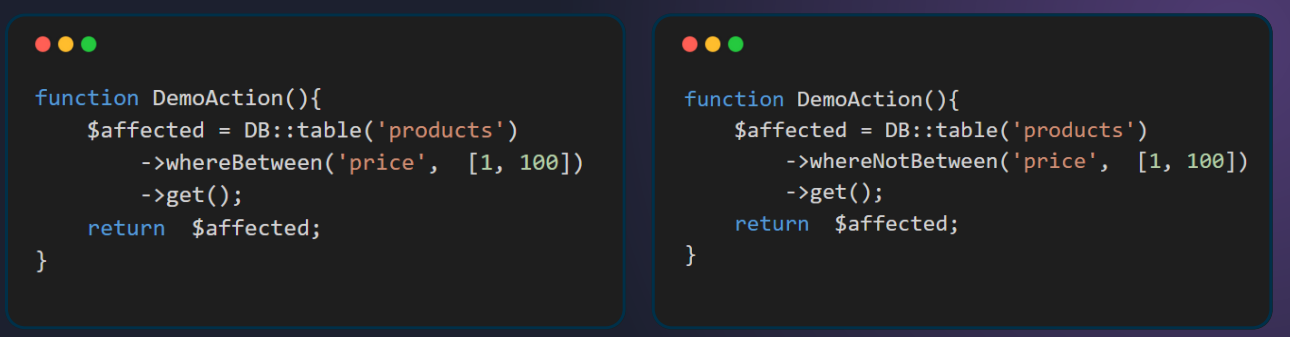 function DemoAction(){
    $affected = DB::table('products')
        ->whereBetween('price',  [1, 100])
        ->get();
    return  $affected;
}
function DemoAction(){
    $affected = DB::table('products')
        ->whereNotBetween('price',  [1, 100])
        ->get();
    return  $affected;
}